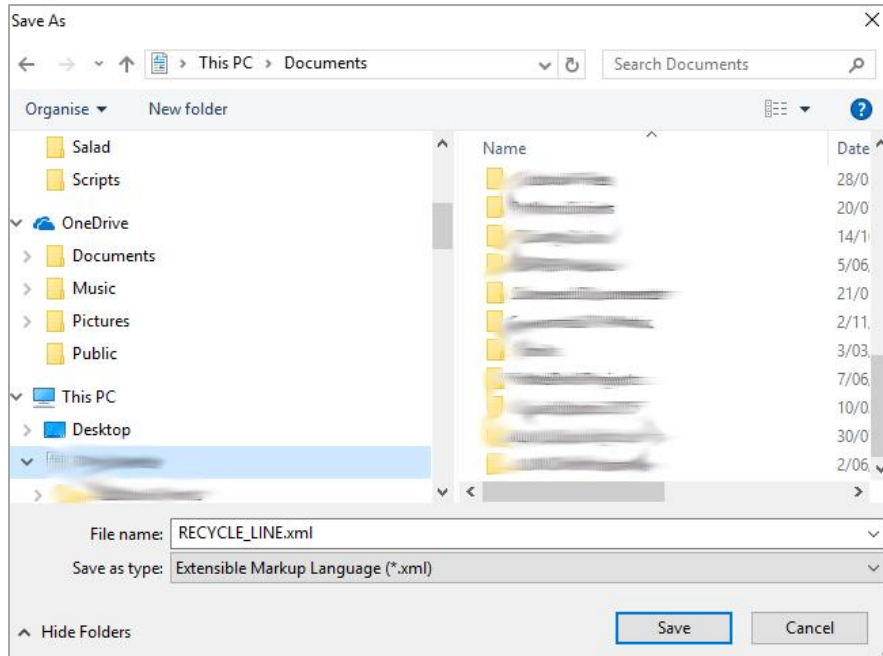 Save As
This PC > Documents
Search Documents
Organise
New folder
Salad
Scripts
OneDrive
Documents
Music
Pictures
Public
This PC
Desktop
Name
Date
28/0
20/0
14/1
5/06,
21/0
2/11,
3/03,
7/06,
10/0
30/0
2/06,
File name: RECYCLE_LINE.xml
Save as type: Extensible Markup Language (*.xml)
Hide Folders
Save
Cancel